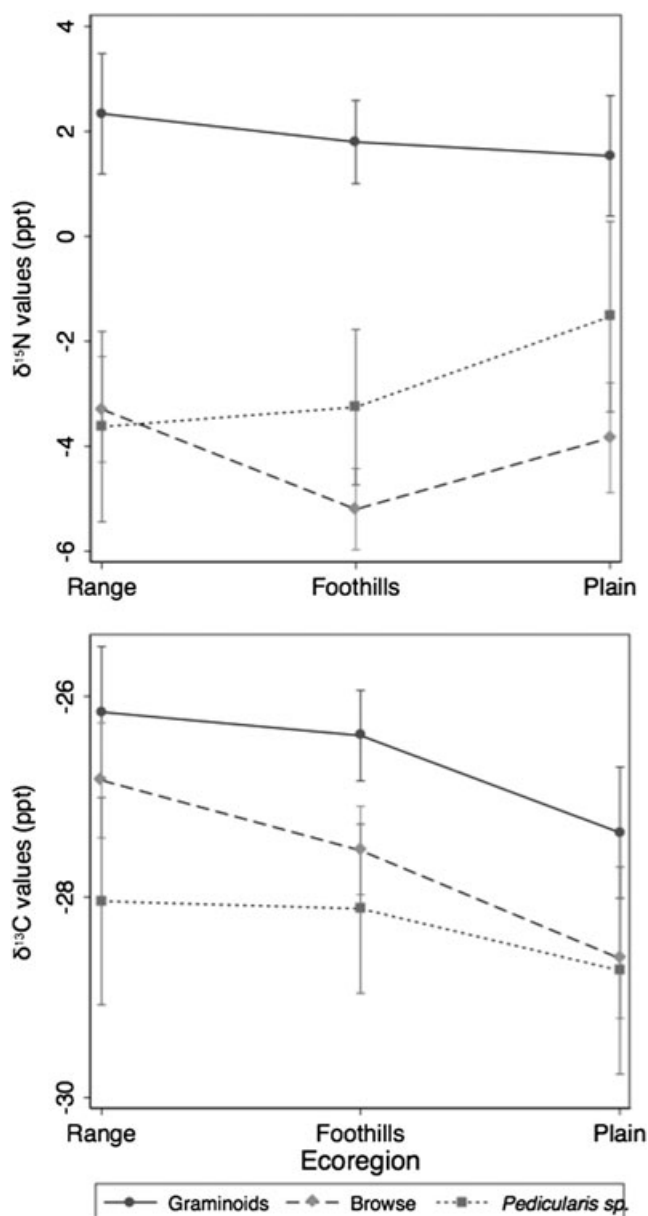 4
2
0
-2
-4
-6
δ¹⁵N values (ppt)
Range Foothills Plain
-26
-28
-30
δ¹³C values (ppt)
Range Foothills Plain
Ecoregion
Graminoids Browse Pedicularis sp.